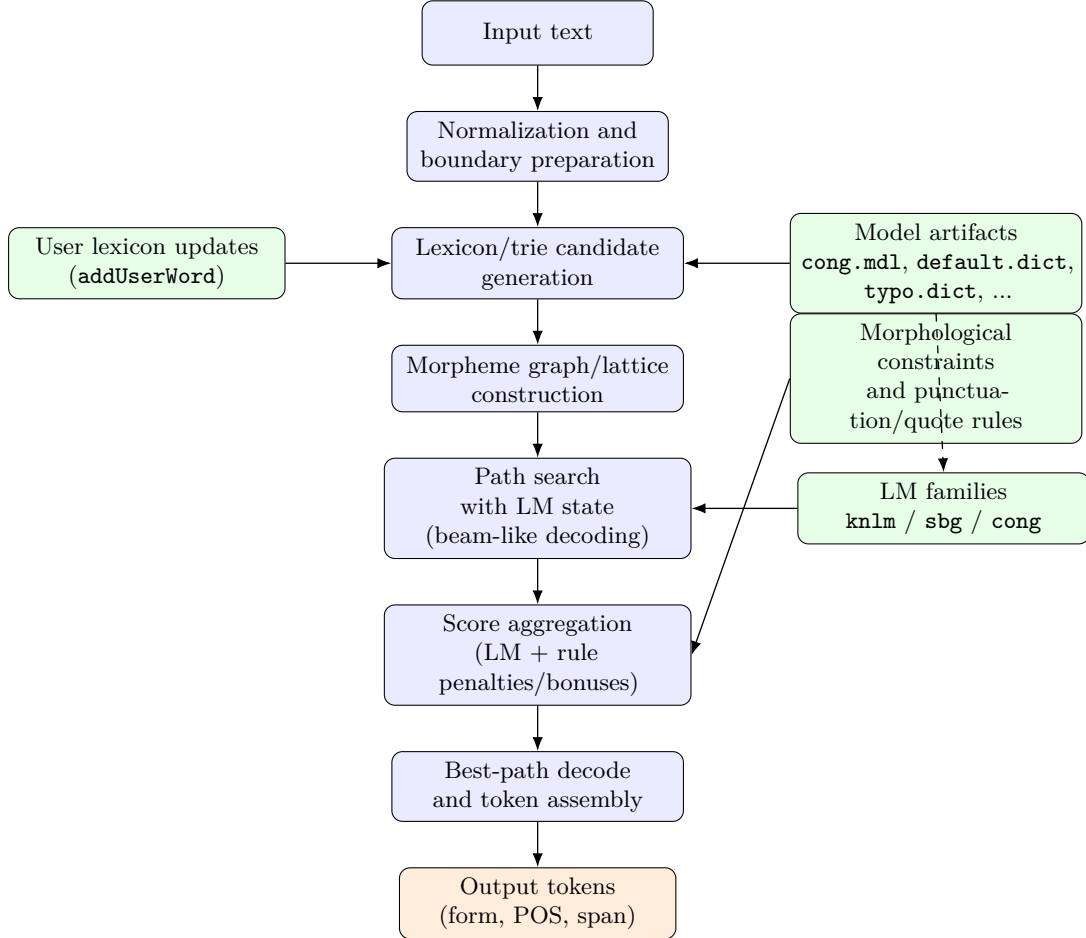 Input text
Normalization and
boundary preparation
User lexicon updates
(addUserWord)
Lexicon/trie candidate
generation
Model artifacts
cong.mdl, default.dict,
typo.dict, ...
Morphological
constraints
and punctua-
tion/quote rules
Morpheme graph/lattice
construction
Path search
with LM state
(beam-like decoding)
LM families
knlm / sbg / cong
Score aggregation
(LM + rule
penalties/bonuses)
Best-path decode
and token assembly
Output tokens
(form, POS, span)